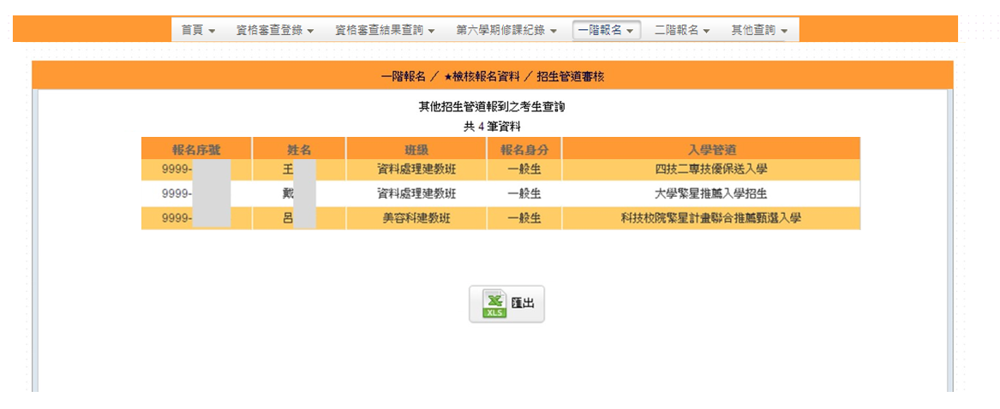 首頁 資格審查登錄 資格審查結果查詢 第六學期修課紀錄 一階報名 二階報名 其他查詢
一階報名 / ★檢核報名資料 / 招生管道審核
其他招生管道報到之考生查詢
共 4 筆資料
報名序號 姓名 班級 報名身分 入學管道
9999- 王 資料處理建教班 一般生 四技二專技優保送入學
9999- 戴 資料處理建教班 一般生 大學繁星推薦入學招生
9999- 呂 美容科建教班 一般生 科技校院繁星計畫聯合推薦甄選入學
XLS 匯出